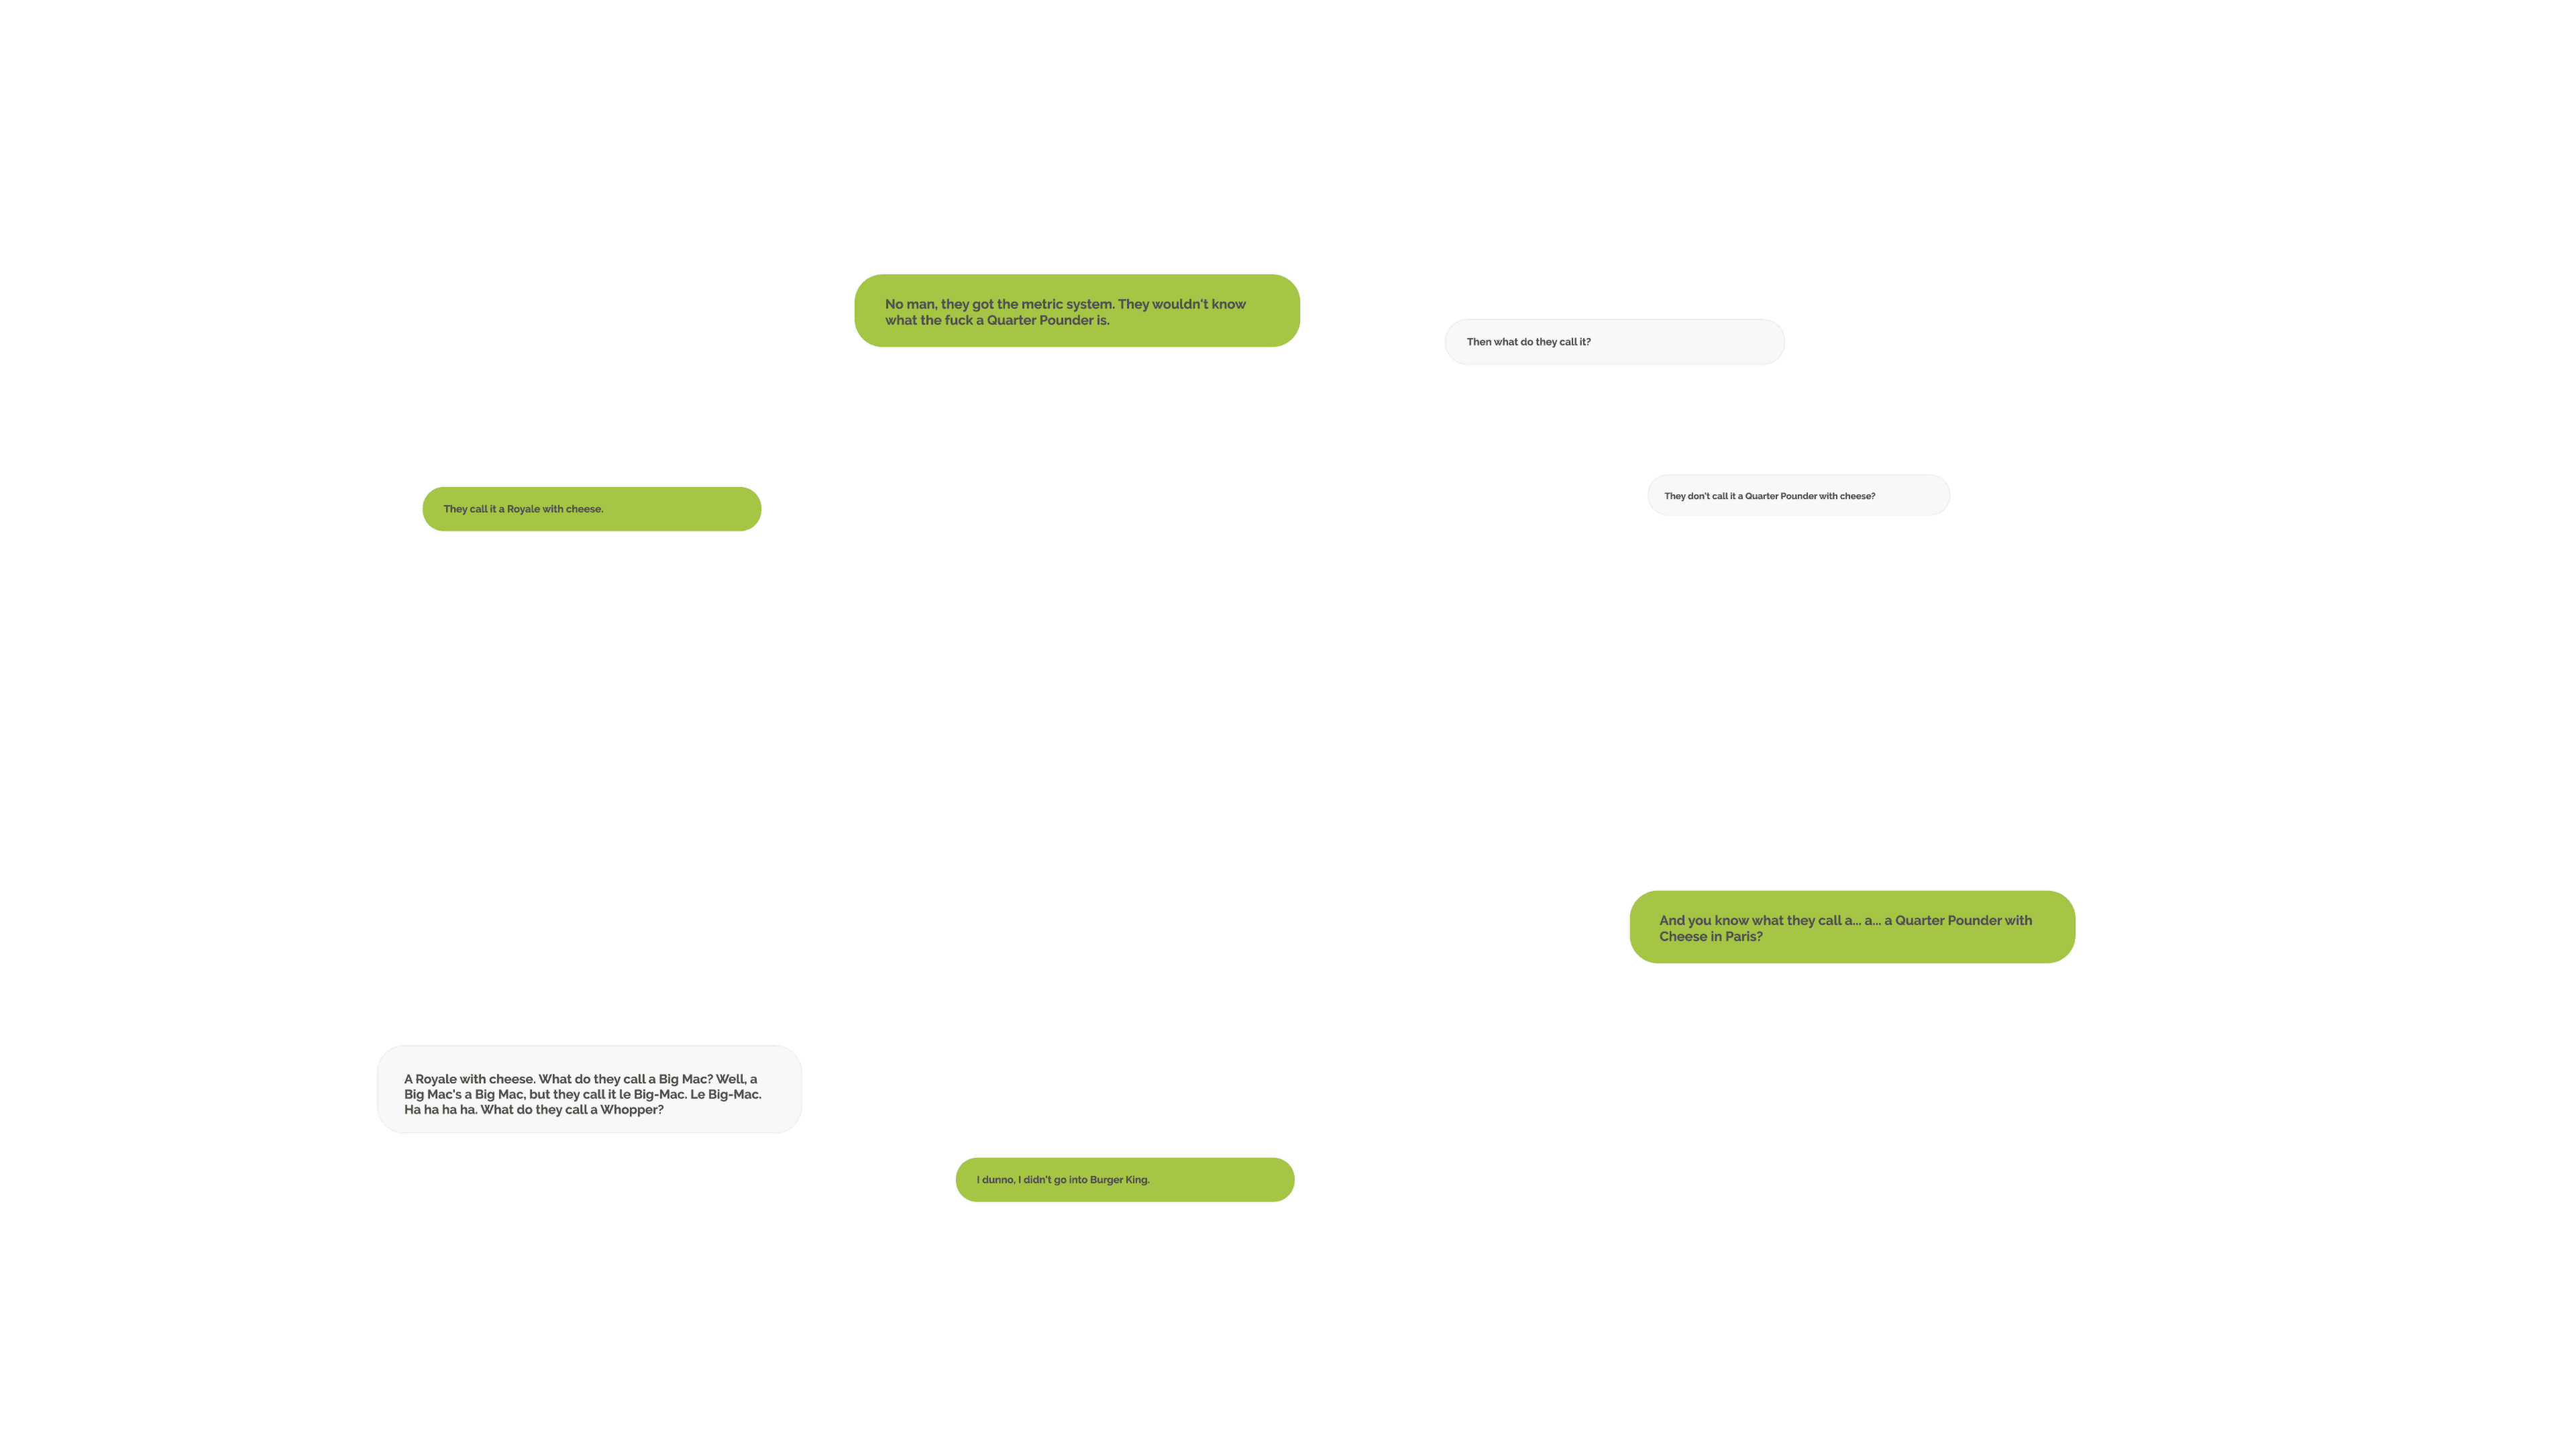 No man, they got the metric system. They wouldn't know
what the fuck a Quarter Pounder is.
Then what do they call it?
They don't call it a Quarter Pounder with cheese?
They call it a Royale with cheese.
And you know what they call a... a... a Quarter Pounder with
Cheese in Paris?
A Royale with cheese. What do they call a Big Mac? Well, a
Big Mac's a Big Mac, but they call it le Big-Mac. Le Big-Mac.
Ha ha ha ha. What do they call a Whopper?
I dunno, I didn't go into Burger King.